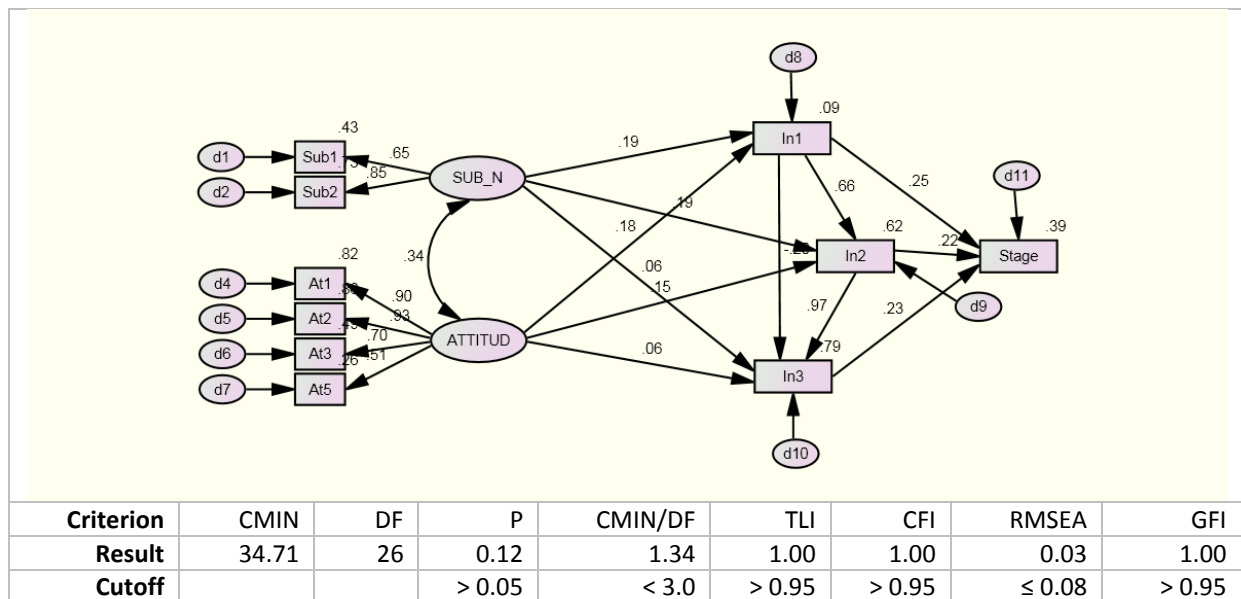 d8
.09
In1
.43
d1
Sub1
.65
.19
d11
d2
Sub2
.85
SUB_N
.66
.25
.19
.39
.18
.62
.22
Stage
.34
In2
.82
.06
d4
At1
.90
.15
.97
d9
d5
At2
.93
.23
.70
ATTITUD
d6
At3
.51
.06
.79
.26
d7
At5
In3
d10
Criterion CMIN DF P CMIN/DF TLI CFI RMSEA GFI
Result 34.71 26 0.12 1.34 1.00 1.00 0.03 1.00
Cutoff > 0.05 < 3.0 > 0.95 > 0.95 ≤ 0.08 > 0.95